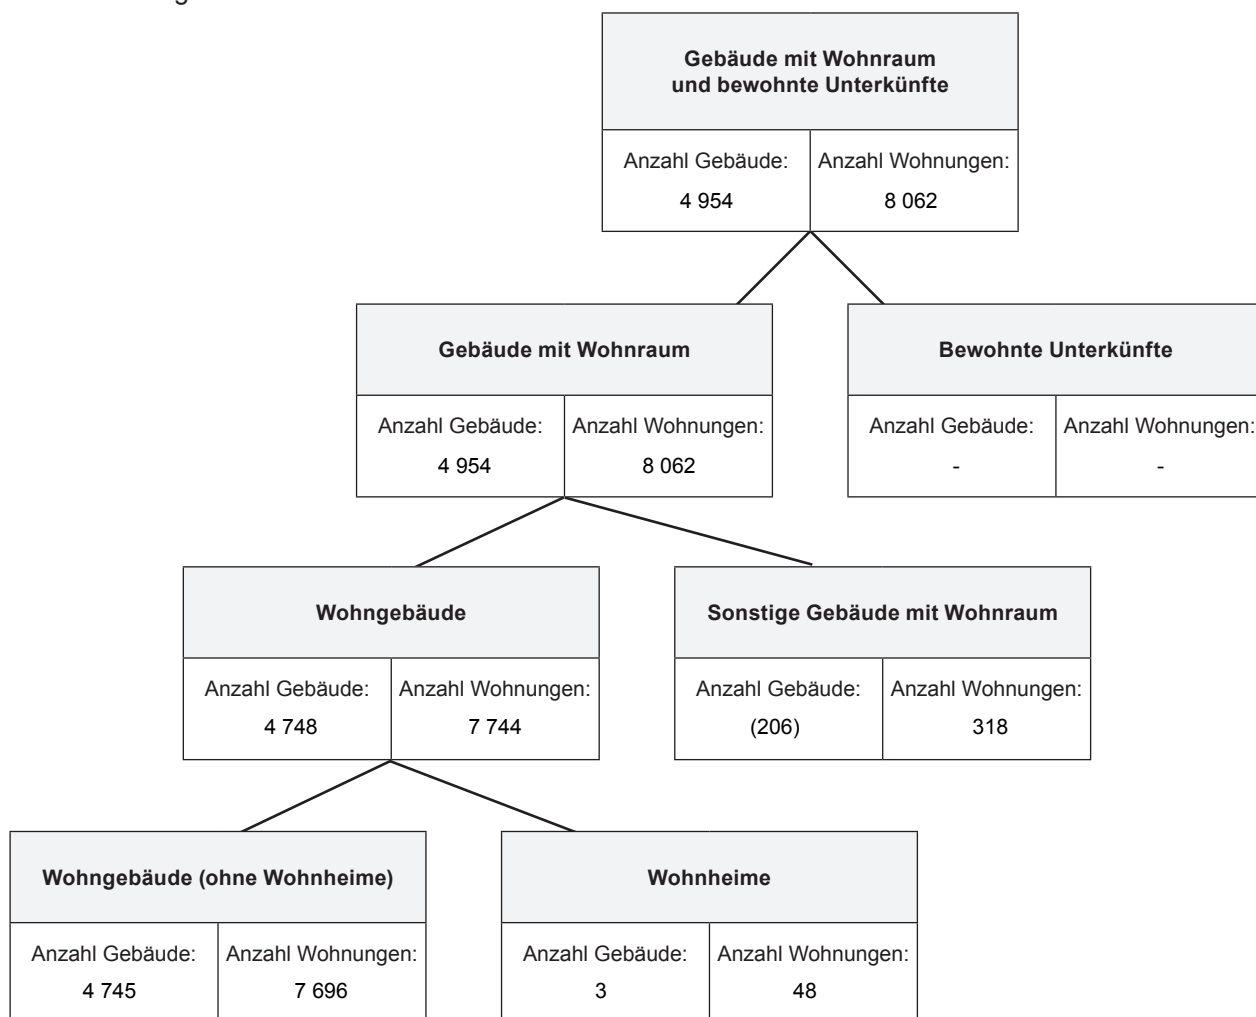 Gebäude mit Wohnraum
und bewohnte Unterkünfte
Anzahl Gebäude: Anzahl Wohnungen:
4 954 8 062
Gebäude mit Wohnraum Bewohnte Unterkünfte
Anzahl Gebäude: Anzahl Wohnungen: Anzahl Gebäude: Anzahl Wohnungen:
4 954 8 062 - -
Wohngebäude Sonstige Gebäude mit Wohnraum
Anzahl Gebäude: Anzahl Wohnungen: Anzahl Gebäude: Anzahl Wohnungen:
4 748 7 744 (206) 318
Wohngebäude (ohne Wohnheime) Wohnheime
Anzahl Gebäude: Anzahl Wohnungen: Anzahl Gebäude: Anzahl Wohnungen:
4 745 7 696 3 48